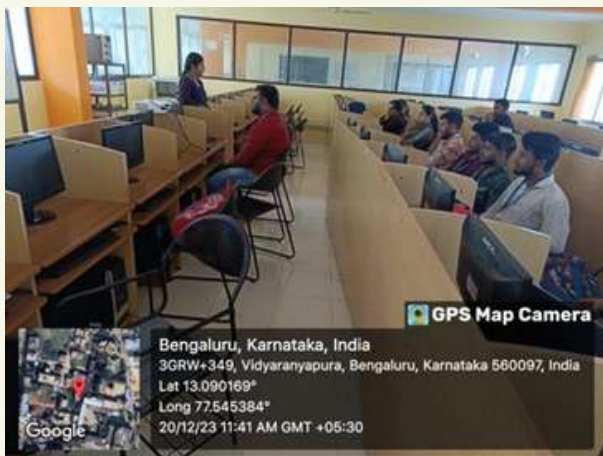 GPS Map Camera
Bengaluru, Karnataka, India
3GRW+349, Vidyaranyapura, Bengaluru, Karnataka 560097, India
Lat 13.090169°
Long 77.545384°
20/12/23 11:41 AM GMT +05:30
Google